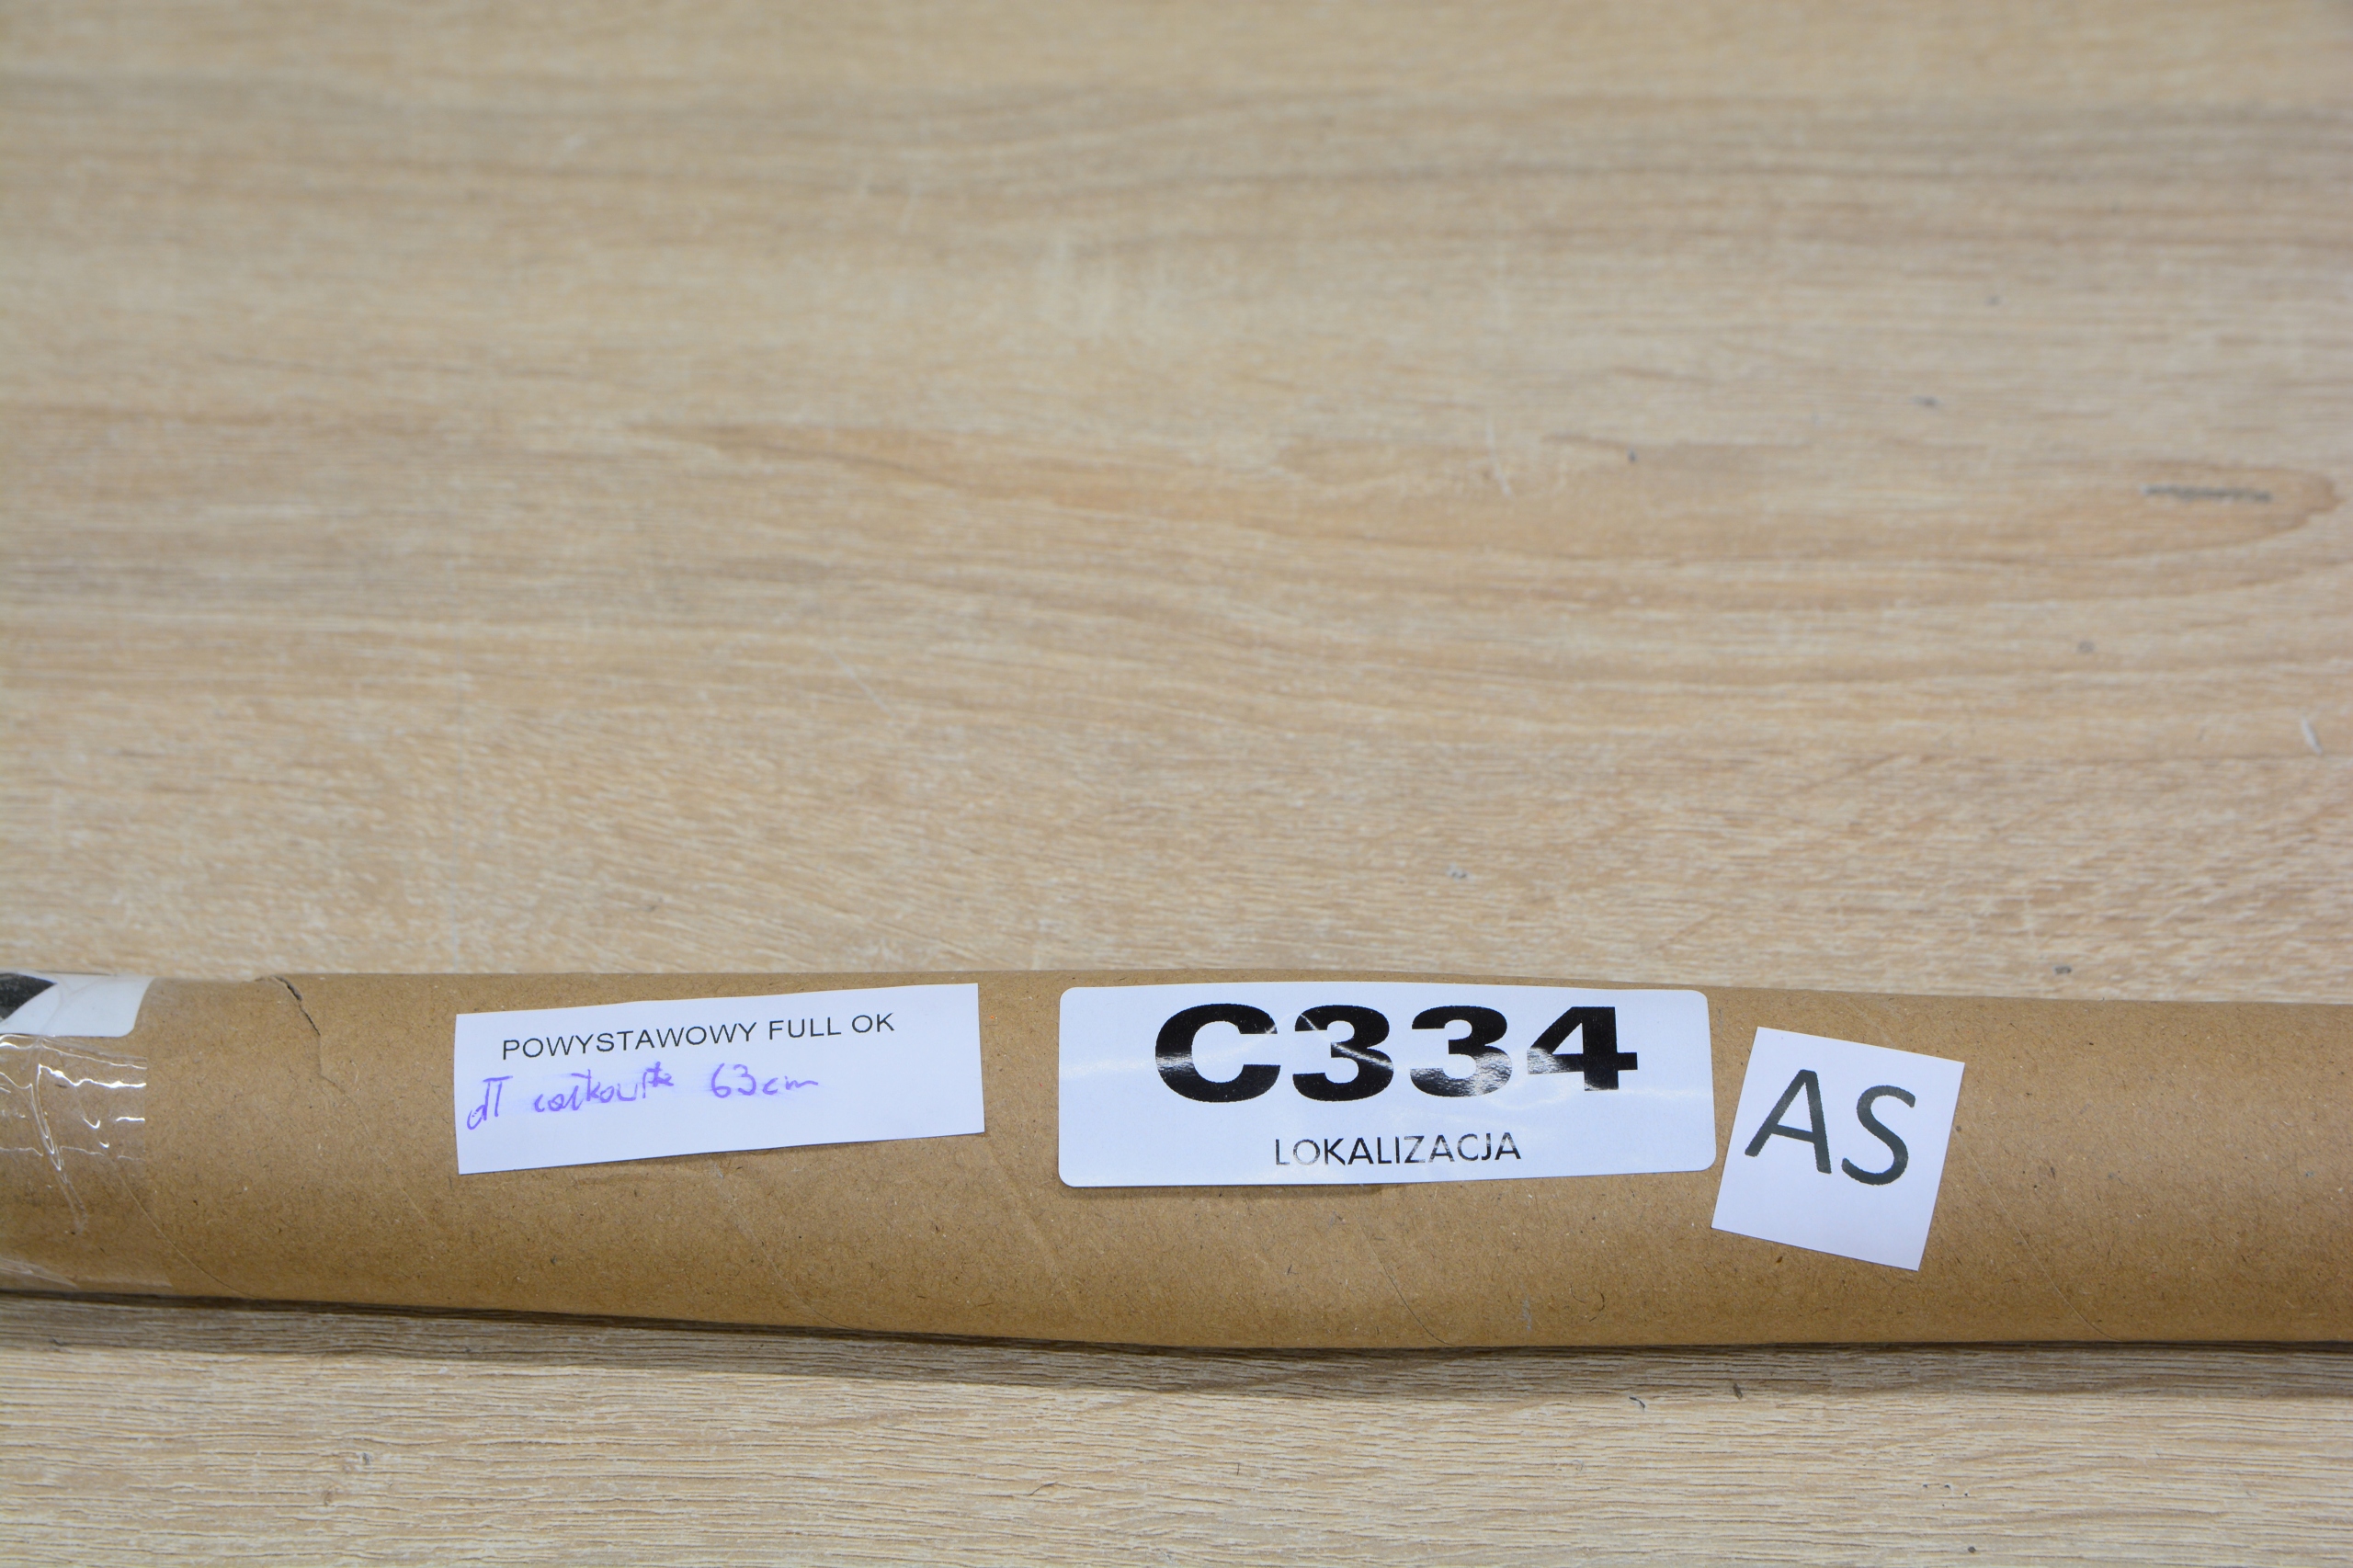 POWYSTAWOWY FULL OK
dł całkowita 63cm
C334
LOKALIZACJA
AS